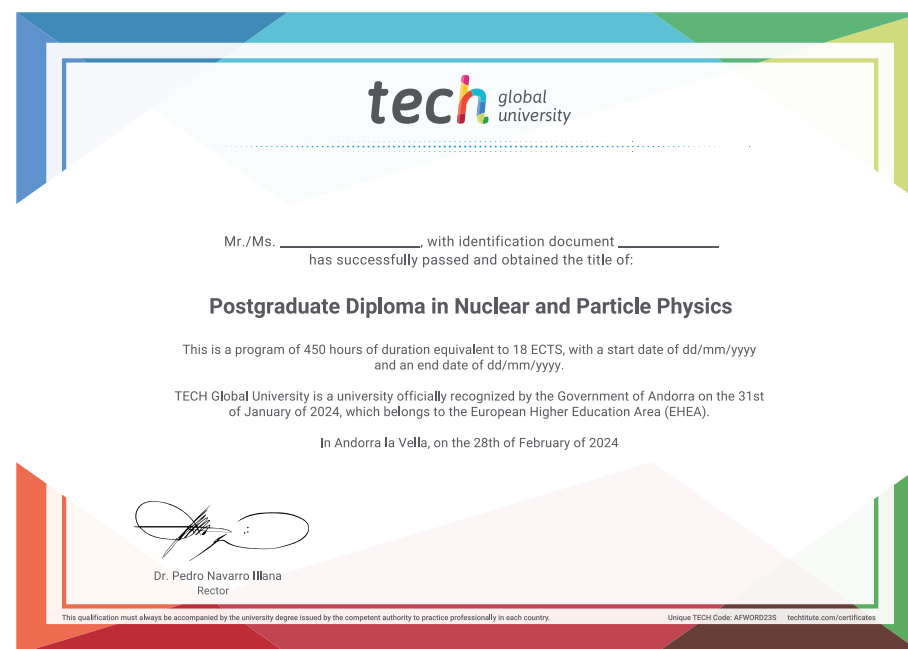 tech global university
Mr./Ms. ____________________, with identification document ______________
has successfully passed and obtained the title of:
Postgraduate Diploma in Nuclear and Particle Physics
This is a program of 450 hours of duration equivalent to 18 ECTS, with a start date of dd/mm/yyyy
and an end date of dd/mm/yyyy.
TECH Global University is a university officially recognized by the Government of Andorra on the 31st
of January of 2024, which belongs to the European Higher Education Area (EHEA).
In Andorra la Vella, on the 28th of February of 2024
Dr. Pedro Navarro Illana
Rector
This qualification must always be accompanied by the university degree issued by the competent authority to practice professionally in each country.
Unique TECH Code: AFWORD23S techtitute.com/certificates